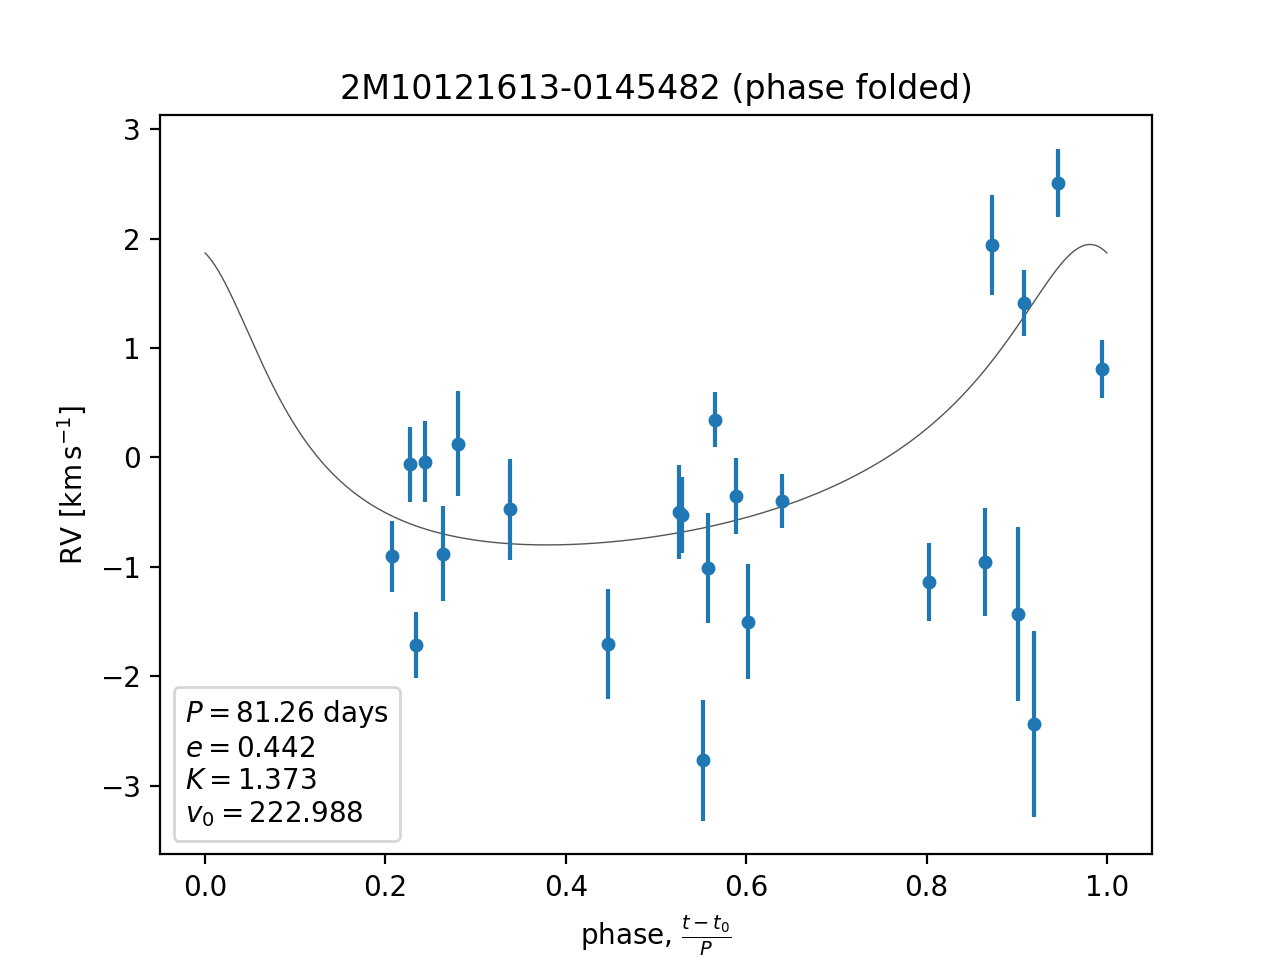 2M10121613-0145482 (phase folded)
3
2
1
0
−1
−2
−3
RV [km s⁻¹]
P = 81.26 days
e = 0.442
K = 1.373
v₀ = 222.988
0.0 0.2 0.4 0.6 0.8 1.0
phase, (t − t₀)/P